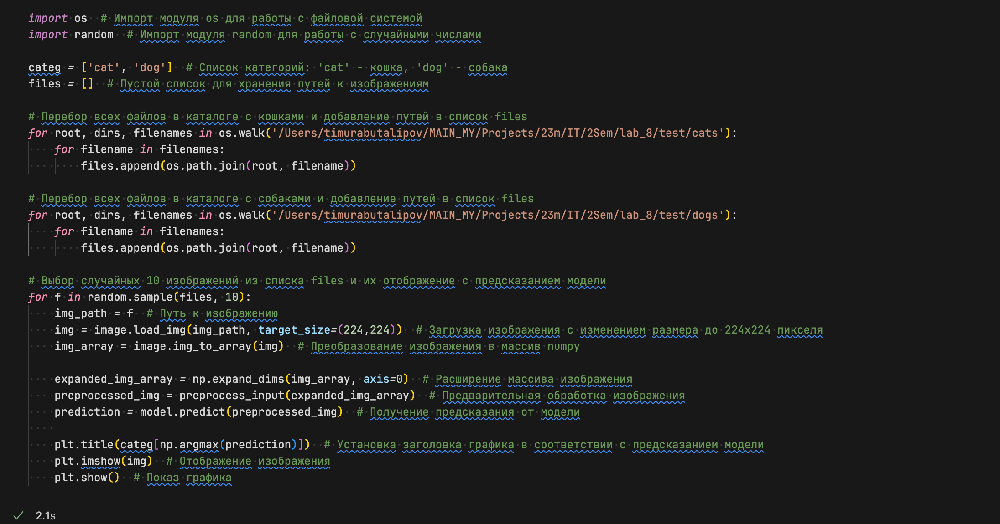 import os  # Импорт модуля os для работы с файловой системой
import random  # Импорт модуля random для работы с случайными числами
categ = ['cat', 'dog']  # Список категорий: 'cat' - кошка, 'dog' - собака
files = []  # Пустой список для хранения путей к изображениям
# Перебор всех файлов в каталоге с кошками и добавление путей в список files
for root, dirs, filenames in os.walk('/Users/timurabutalipov/MAIN_MY/Projects/23m/IT/2Sem/lab_8/test/cats'):
    for filename in filenames:
        files.append(os.path.join(root, filename))
# Перебор всех файлов в каталоге с собаками и добавление путей в список files
for root, dirs, filenames in os.walk('/Users/timurabutalipov/MAIN_MY/Projects/23m/IT/2Sem/lab_8/test/dogs'):
    for filename in filenames:
        files.append(os.path.join(root, filename))
# Выбор случайных 10 изображений из списка files и их отображение с предсказанием модели
for f in random.sample(files, 10):
    img_path = f  # Путь к изображению
    img = image.load_img(img_path, target_size=(224,224))  # Загрузка изображения с изменением размера до 224x224 пикселя
    img_array = image.img_to_array(img)  # Преобразование изображения в массив numpy
    expanded_img_array = np.expand_dims(img_array, axis=0)  # Расширение массива изображения
    preprocessed_img = preprocess_input(expanded_img_array)  # Предварительная обработка изображения
    prediction = model.predict(preprocessed_img)  # Получение предсказания от модели
    plt.title(categ[np.argmax(prediction)])  # Установка заголовка графика в соответствии с предсказанием модели
    plt.imshow(img)  # Отображение изображения
    plt.show()  # Показ графика
2.1s